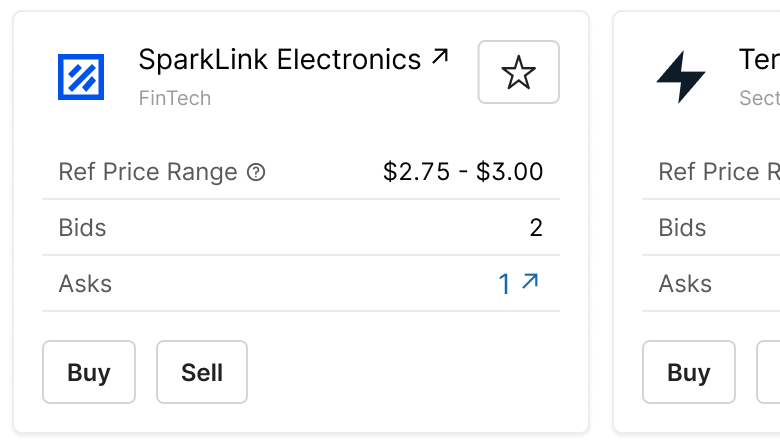 SparkLink Electronics
FinTech
Ref Price Range
$2.75 - $3.00
Bids
2
Asks
1
Buy
Sell
Ter
Sect
Ref Price R
Bids
Asks
Buy